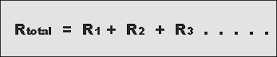 Rtotal = R1 + R2 + R3 . . . . .